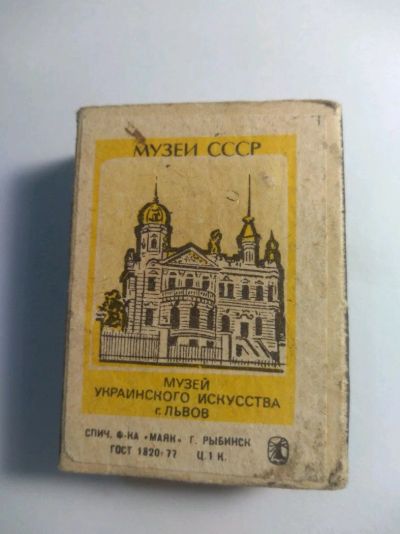 МУЗЕИ СССР
МУЗЕЙ
УКРАИНСКОГО ИСКУССТВА
г. ЛЬВОВ
СПИЧ. Ф-КА «МАЯК» Г. РЫБИНСК
ГОСТ 1820-77 Ц. 1 К.